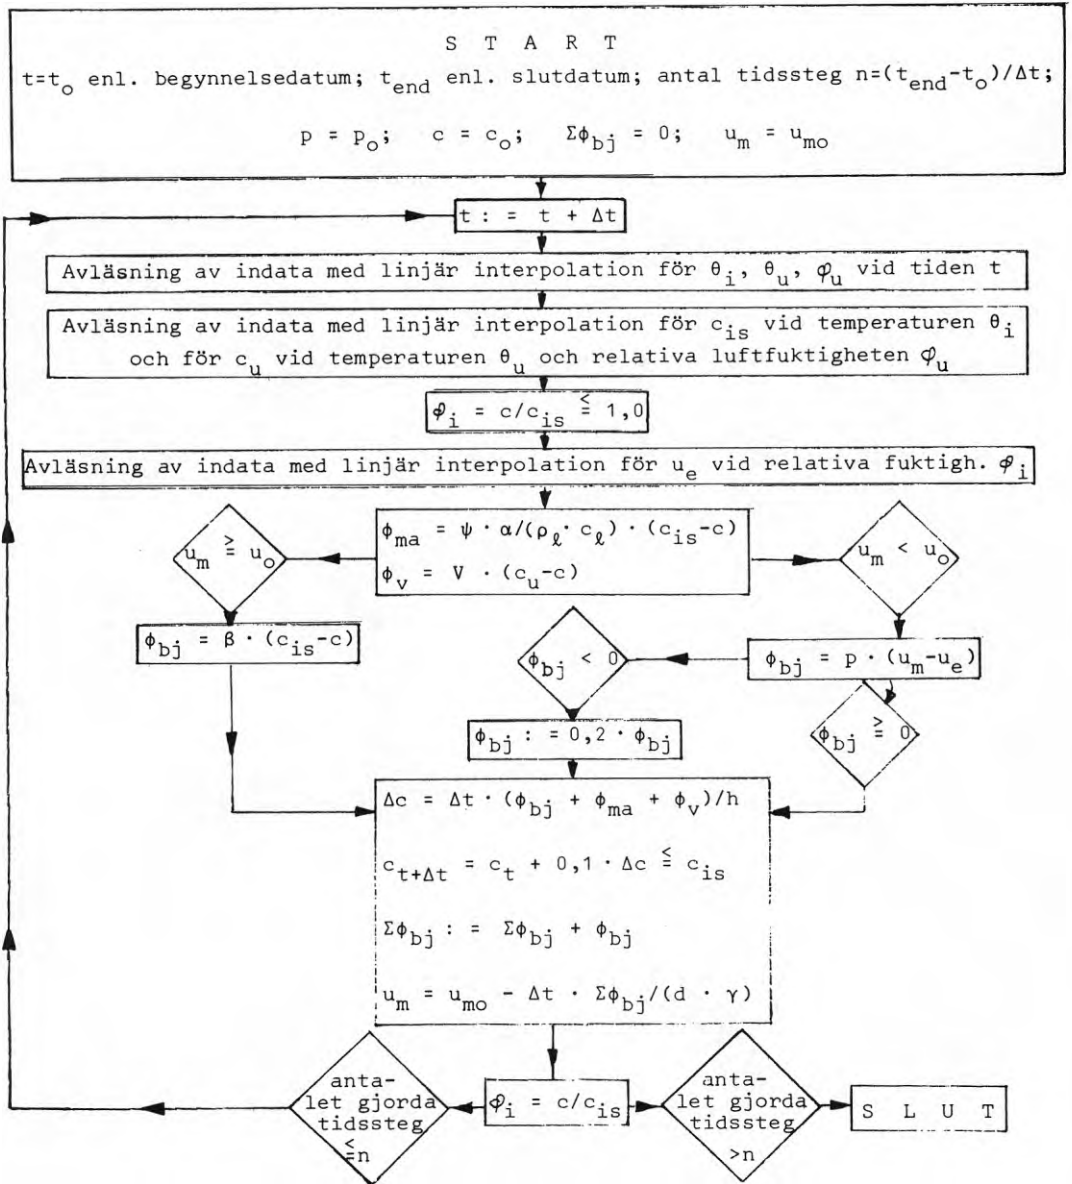 S T A R T
t=t₀ enl. begynnelsedatum; t_end enl. slutdatum; antal tidssteg n=(t_end-t₀)/Δt;
p = p₀; c = c₀; Σϕ_bj = 0; u_m = u_mo
t : = t + Δt
Avläsning av indata med linjär interpolation för θ_i, θ_u, φ_u vid tiden t
Avläsning av indata med linjär interpolation för c_is vid temperaturen θ_i
och för c_u vid temperaturen θ_u och relativa luftfuktigheten φ_u
φ_i = c/c_is ≦ 1,0
Avläsning av indata med linjär interpolation för u_e vid relativa fuktigh. φ_i
ϕ_ma = ψ · α/(ρ_ℓ · c_ℓ) · (c_is-c)
ϕ_v = V · (c_u-c)
u_m ≧ u_o
u_m < u_o
ϕ_bj = β · (c_is-c)
ϕ_bj < 0
ϕ_bj = p · (u_m-u_e)
ϕ_bj : = 0,2 · ϕ_bj
ϕ_bj ≧ 0
Δc = Δt · (ϕ_bj + ϕ_ma + ϕ_v)/h
c_t+Δt = c_t + 0,1 · Δc ≦ c_is
Σϕ_bj : = Σϕ_bj + ϕ_bj
u_m = u_mo - Δt · Σϕ_bj/(d · γ)
anta-
let gjorda
tidssteg
≦n
φ_i = c/c_is
anta-
let gjorda
tidssteg
>n
S L U T